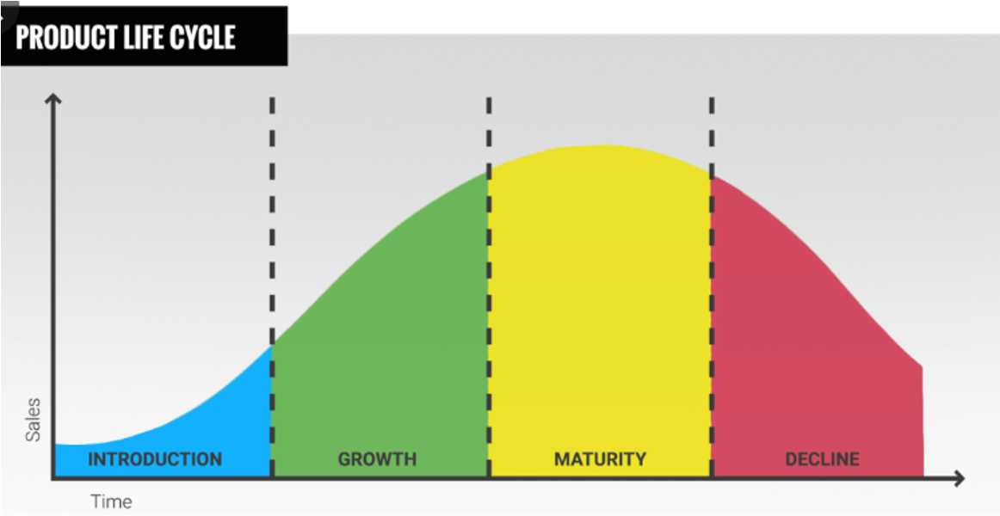 PRODUCT LIFE CYCLE
Sales
INTRODUCTION
GROWTH
MATURITY
DECLINE
Time